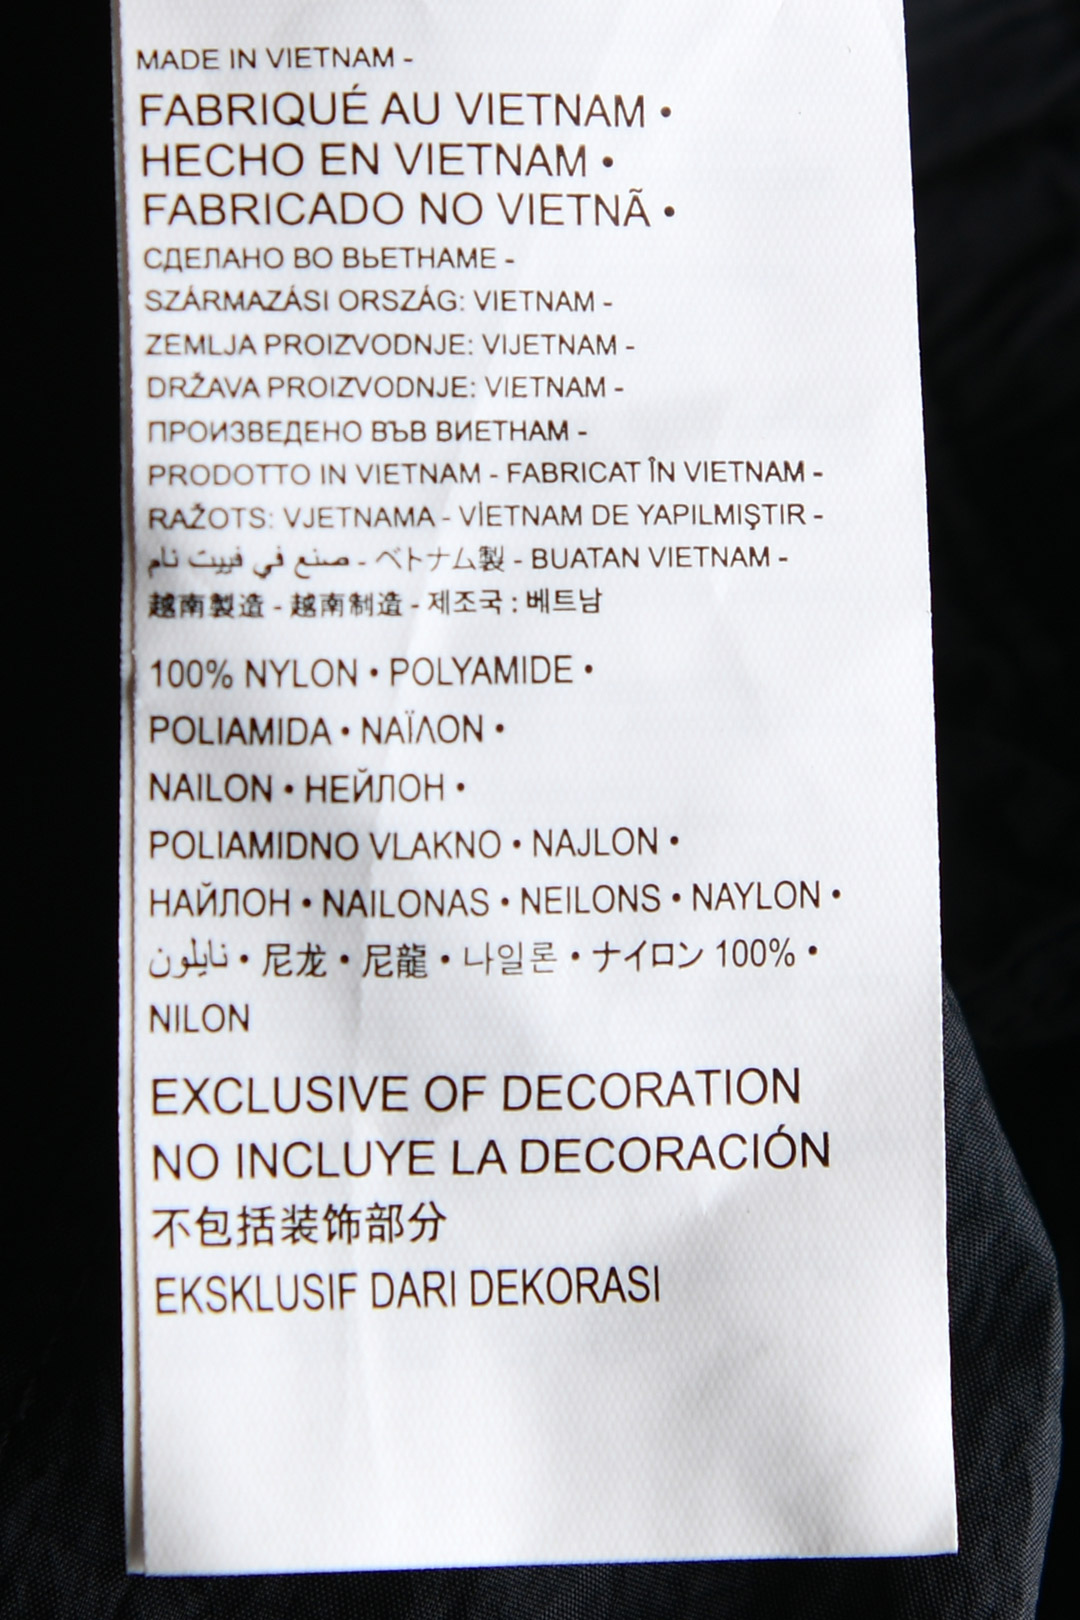 MADE IN VIETNAM -
FABRIQUÉ AU VIETNAM •
HECHO EN VIETNAM •
FABRICADO NO VIETNÃ •
СДЕЛАНО ВО ВЬЕТНАМЕ -
SZÁRMAZÁSI ORSZÁG: VIETNAM -
ZEMLJA PROIZVODNJE: VIJETNAM -
DRŽAVA PROIZVODNJE: VIETNAM -
ПРОИЗВЕДЕНО ВЪВ ВИЕТНАМ -
PRODOTTO IN VIETNAM - FABRICAT ÎN VIETNAM -
RAŽOTS: VJETNAMA - VİETNAM DE YAPILMIŞTIR -
صنع في فييت نام - ベトナム製 - BUATAN VIETNAM -
越南製造 - 越南制造 - 제조국 : 베트남
100% NYLON • POLYAMIDE •
POLIAMIDA • ΝΑΪΛΟΝ •
NAILON • НЕЙЛОН •
POLIAMIDNO VLAKNO • NAJLON •
НАЙЛОН • NAILONAS • NEILONS • NAYLON •
نايلون • 尼龙 • 尼龍 • 나일론 • ナイロン 100% •
NILON
EXCLUSIVE OF DECORATION
NO INCLUYE LA DECORACIÓN
不包括装饰部分
EKSKLUSIF DARI DEKORASI